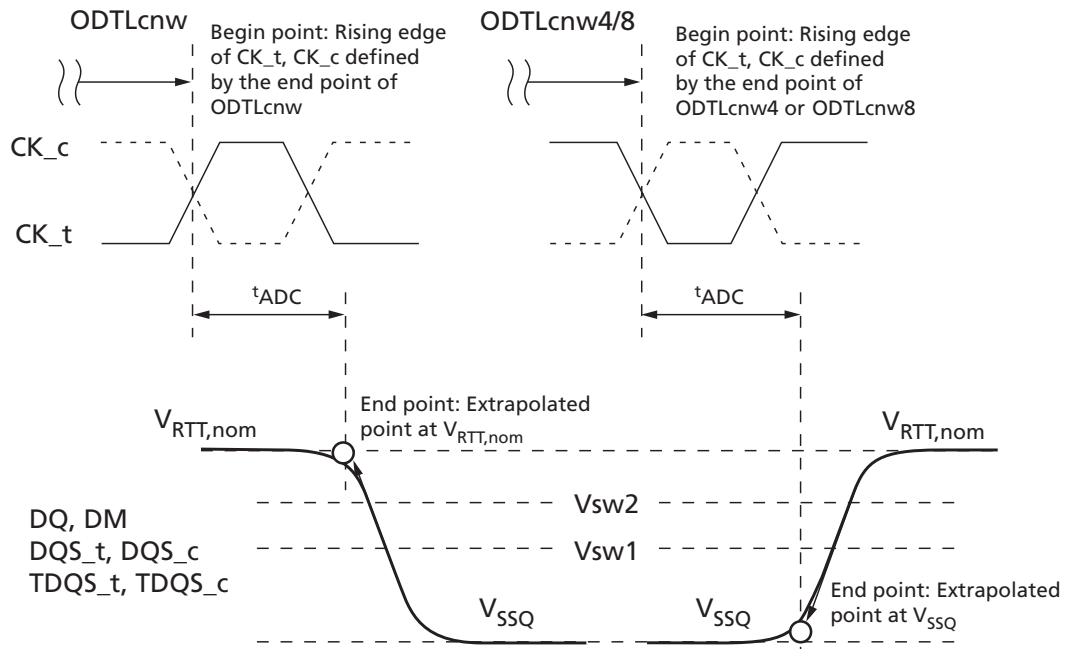 ODTLcnw
Begin point: Rising edge
of CK_t, CK_c defined
by the end point of
ODTLcnw
ODTLcnw4/8
Begin point: Rising edge
of CK_t, CK_c defined
by the end point of
ODTLcnw4 or ODTLcnw8
CK_c
CK_t
tADC
tADC
End point: Extrapolated
point at VRTT,nom
VRTT,nom
VRTT,nom
Vsw2
DQ, DM
DQS_t, DQS_c
TDQS_t, TDQS_c
Vsw1
VSSQ
VSSQ
End point: Extrapolated
point at VSSQ